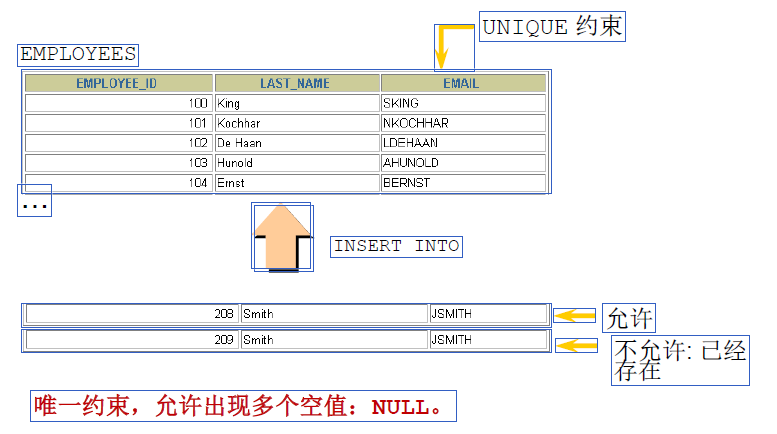 UNIQUE 约束
EMPLOYEES
EMPLOYEE_ID LAST_NAME EMAIL
100 King SKING
101 Kochhar NKOCHHAR
102 De Haan LDEHAAN
103 Hunold AHUNOLD
104 Ernst BERNST
...
INSERT INTO
208 Smith JSMITH
允许
209 Smith JSMITH
不允许: 已经
存在
唯一约束，允许出现多个空值：NULL。